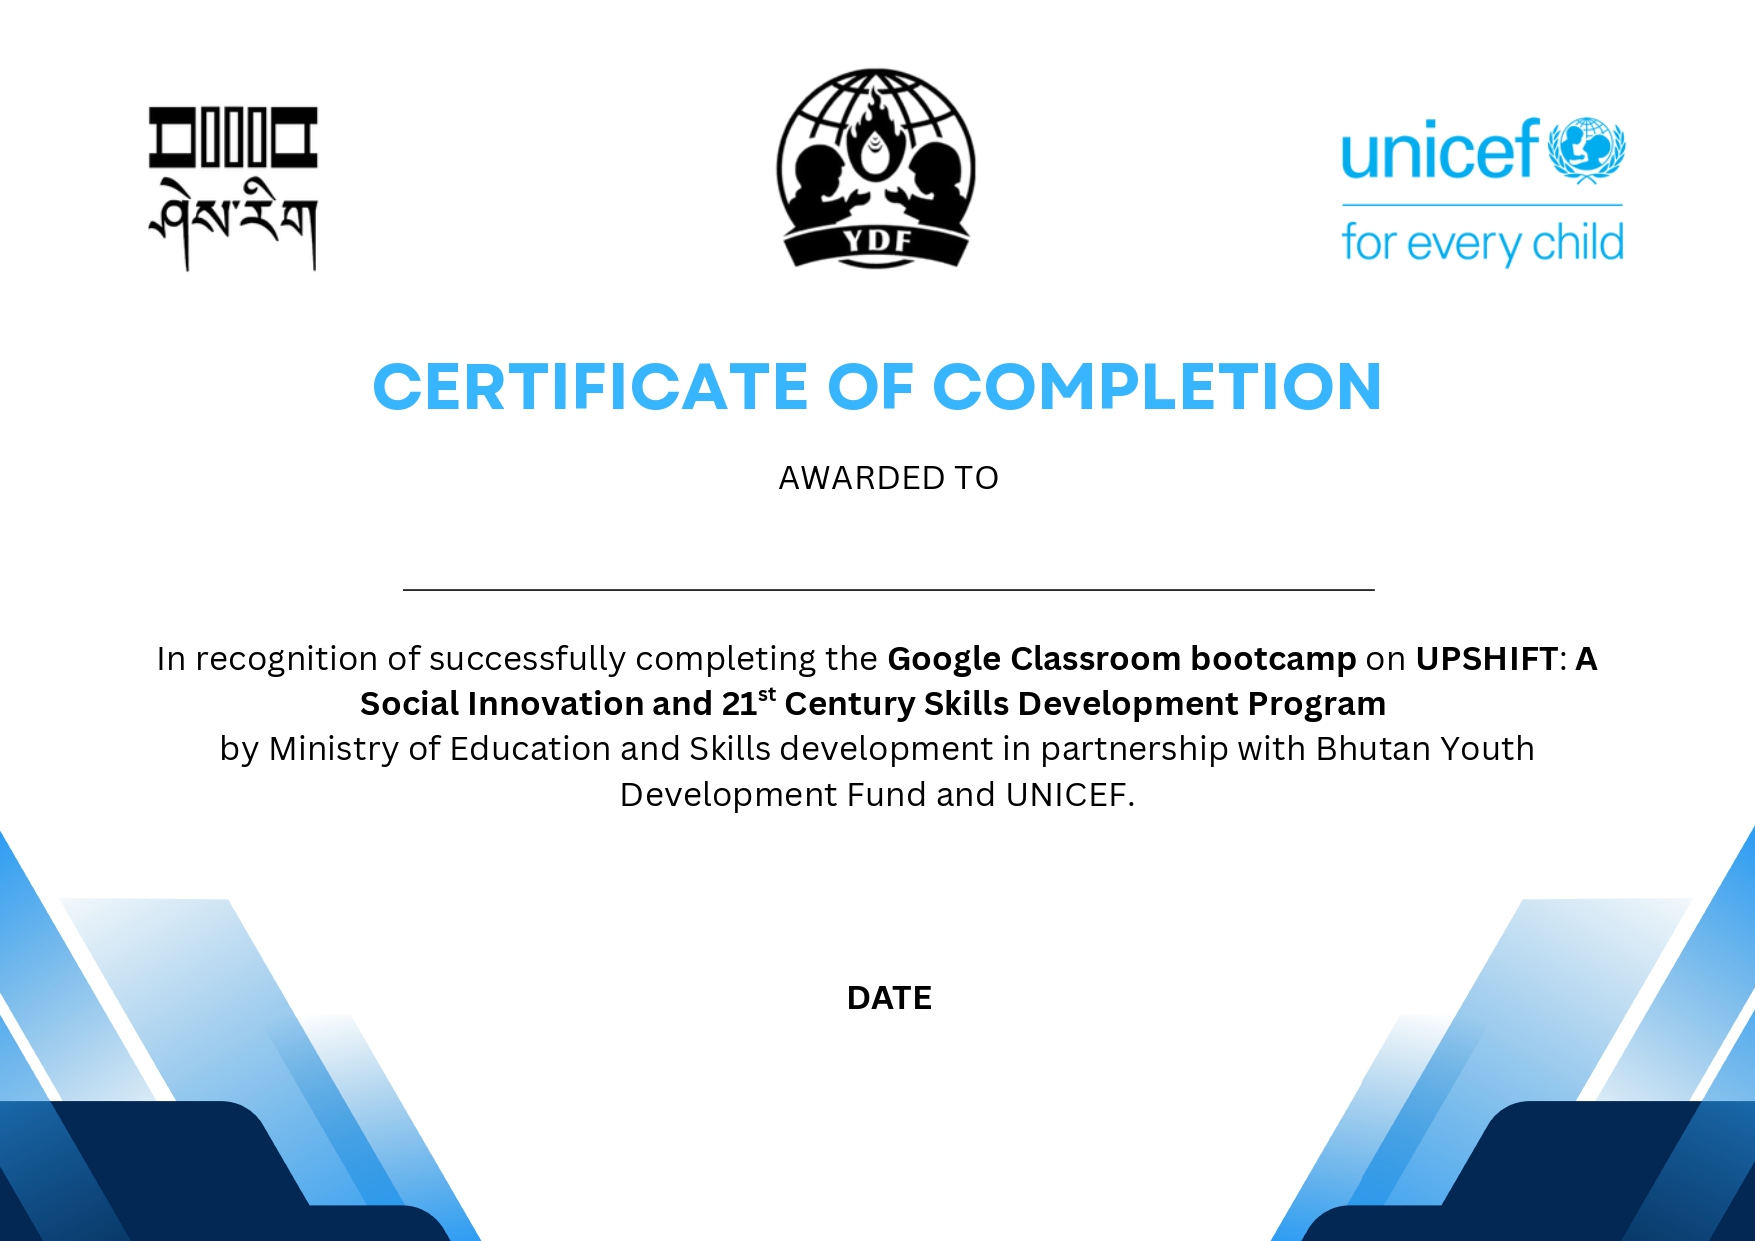 ཤེས་རིག
YDF
unicef
for every child
CERTIFICATE OF COMPLETION
AWARDED TO
In recognition of successfully completing the Google Classroom bootcamp on UPSHIFT: A
Social Innovation and 21st Century Skills Development Program
by Ministry of Education and Skills development in partnership with Bhutan Youth
Development Fund and UNICEF.
DATE